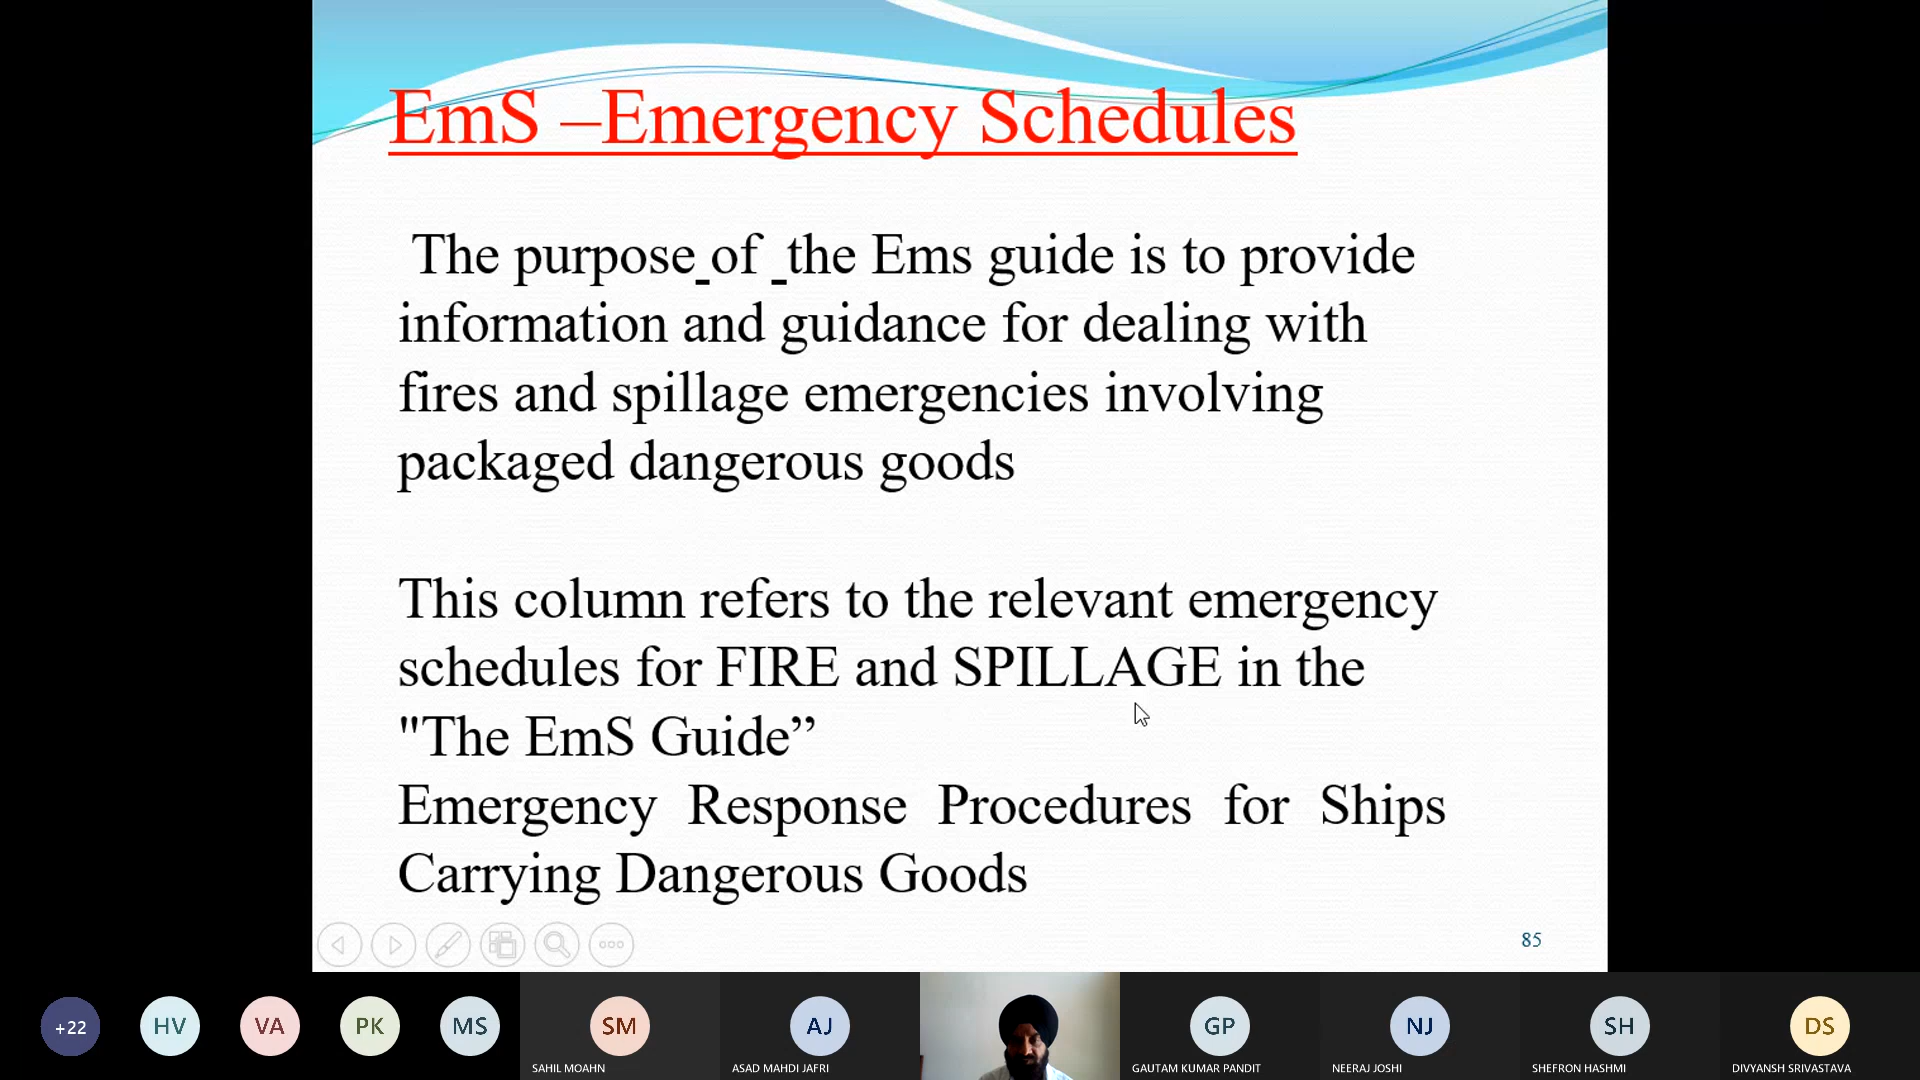 EmS –Emergency Schedules
The purpose of the Ems guide is to provide
information and guidance for dealing with
fires and spillage emergencies involving
packaged dangerous goods
This column refers to the relevant emergency
schedules for FIRE and SPILLAGE in the
"The EmS Guide”
Emergency Response Procedures for Ships
Carrying Dangerous Goods
85
+22
HV
VA
PK
MS
SM
SAHIL MOAHN
AJ
ASAD MAHDI JAFRI
GP
GAUTAM KUMAR PANDIT
NJ
NEERAJ JOSHI
SH
SHEFRON HASHMI
DS
DIVYANSH SRIVASTAVA